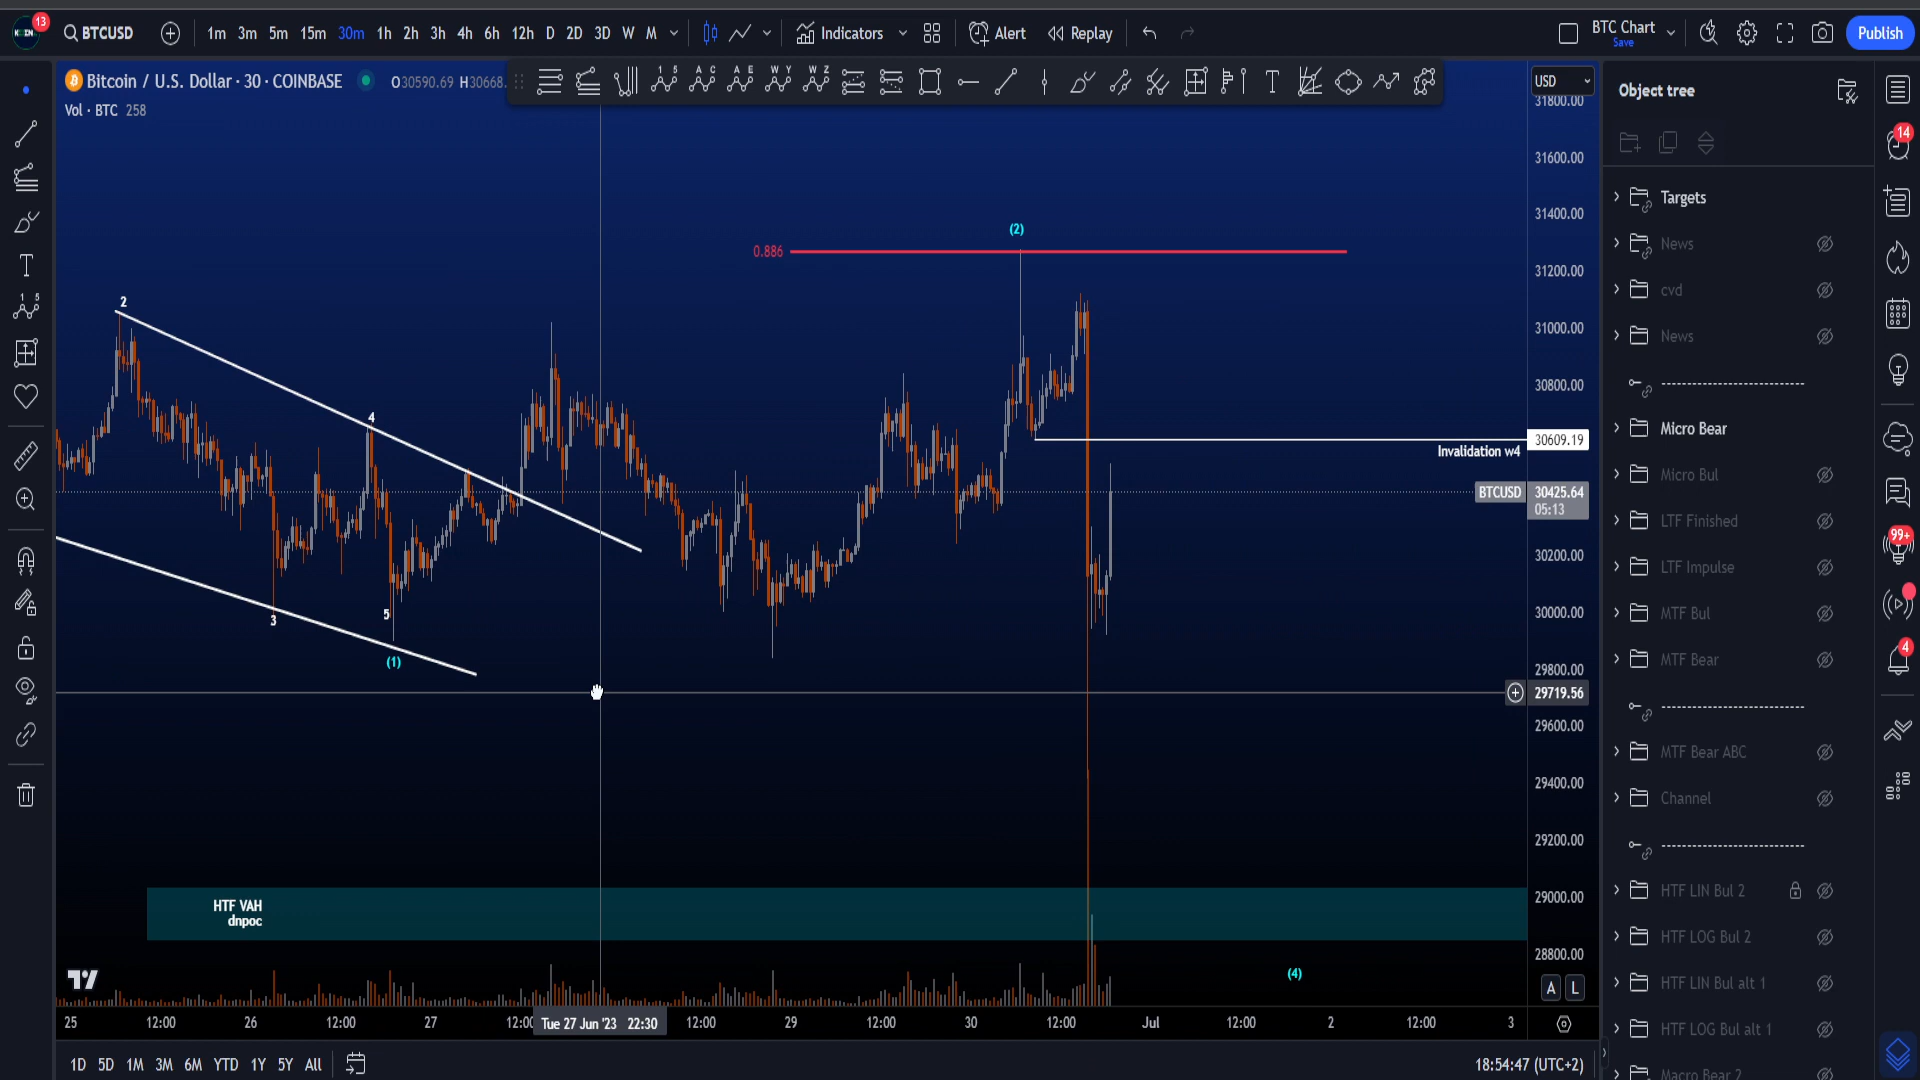 13
BTCUSD
1m 3m 5m 15m 30m 1h 2h 3h 4h 6h 12h D 2D 3D W M
Indicators
Alert
Replay
BTC Chart
Save
Publish
Bitcoin / U.S. Dollar · 30 · COINBASE
O30590.69 H30668.
Vol · BTC 258
USD
31800.00
31600.00
31400.00
31200.00
31000.00
30800.00
30609.19
Invalidation w4
BTCUSD 30425.64
05:13
30200.00
30000.00
29800.00
29719.56
29600.00
29400.00
29200.00
29000.00
28800.00
0.886
(2)
2
4
3
5
(1)
HTF VAH
dnpoc
(4)
A L
25 12:00 26 12:00 27 12:00 Tue 27 Jun '23 22:30 12:00 29 12:00 30 12:00 Jul 12:00 2 12:00 3
1D 5D 1M 3M 6M YTD 1Y 5Y All
18:54:47 (UTC+2)
Object tree
Targets
News
cvd
News
-----------------------
Micro Bear
Micro Bul
LTF Finished
LTF Impulse
MTF Bul
MTF Bear
-----------------------
MTF Bear ABC
Channel
-----------------------
HTF LIN Bul 2
HTF LOG Bul 2
HTF LIN Bul alt 1
HTF LOG Bul alt 1
Macro Bear 2
14
99+
4